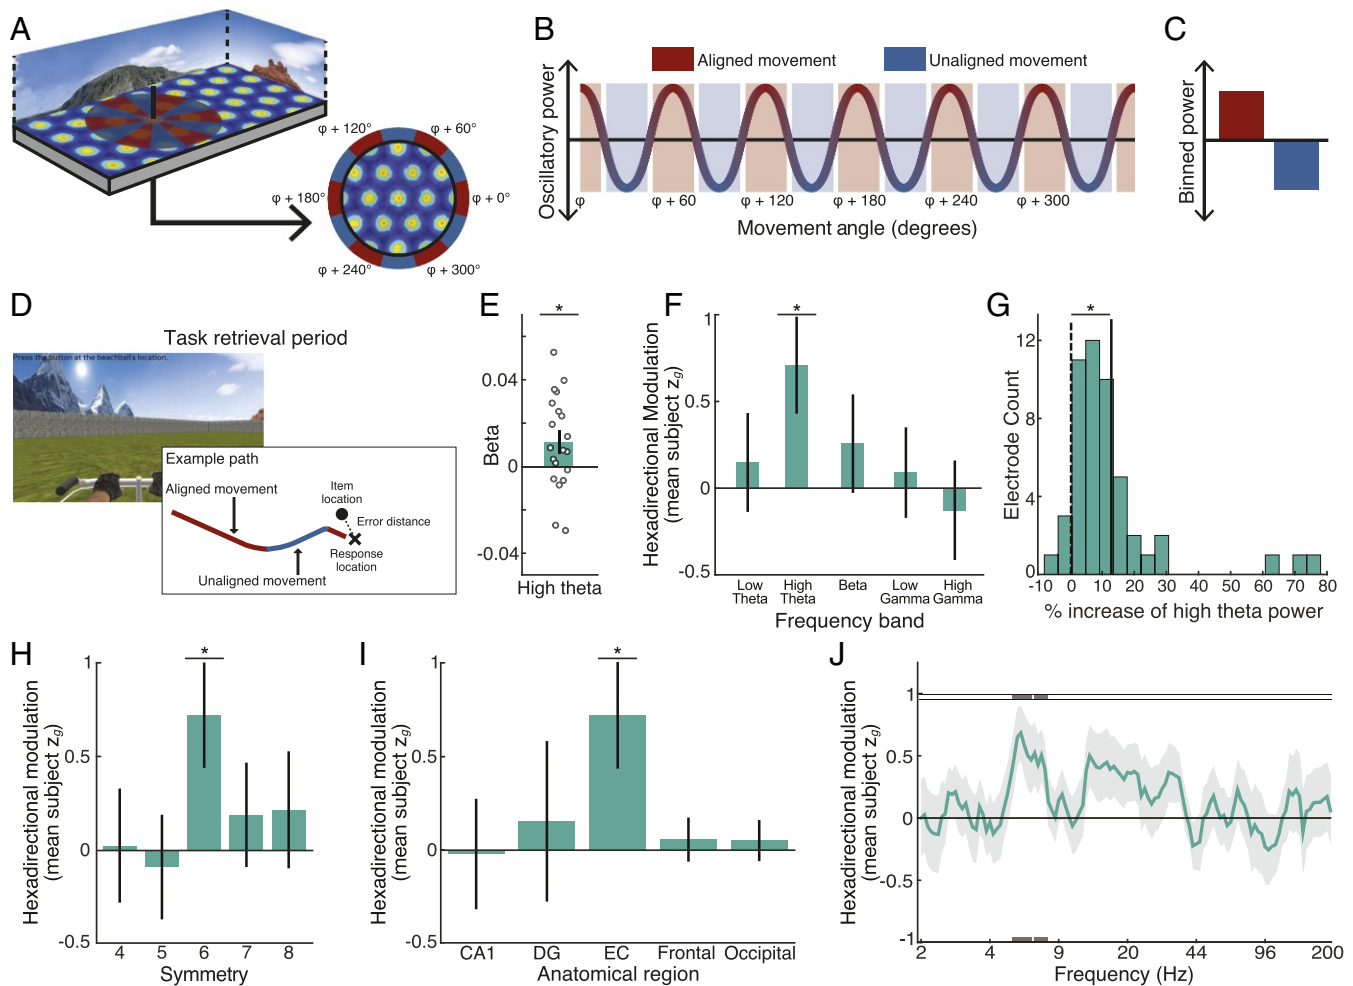 A
φ + 120°
φ + 60°
φ + 180°
φ + 0°
φ + 240°
φ + 300°
B
Aligned movement
Unaligned movement
Oscillatory power
φ
φ + 60
φ + 120
φ + 180
φ + 240
φ + 300
Movement angle (degrees)
C
Binned power
D
Task retrieval period
Press the button at the beachball's location.
Example path
Aligned movement
Item
location
Error distance
Response
location
Unaligned movement
E
*
Beta
0.04
0
-0.04
High theta
F
*
Hexadirectional Modulation
(mean subject zg)
1
0.5
0
-0.5
Low
Theta
High
Theta
Beta
Low
Gamma
High
Gamma
Frequency band
G
*
Electrode Count
12
8
4
0
-10 0 10 20 30 40 50 60 70 80
% increase of high theta power
H
*
Hexadirectional modulation
(mean subject zg)
1
0.5
0
-0.5
4 5 6 7 8
Symmetry
I
*
Hexadirectional modulation
(mean subject zg)
1
0.5
0
-0.5
CA1 DG EC Frontal Occipital
Anatomical region
J
Hexadirectional modulation
(mean subject zg)
1
0.5
0
-0.5
-1
2 4 9 20 44 96 200
Frequency (Hz)